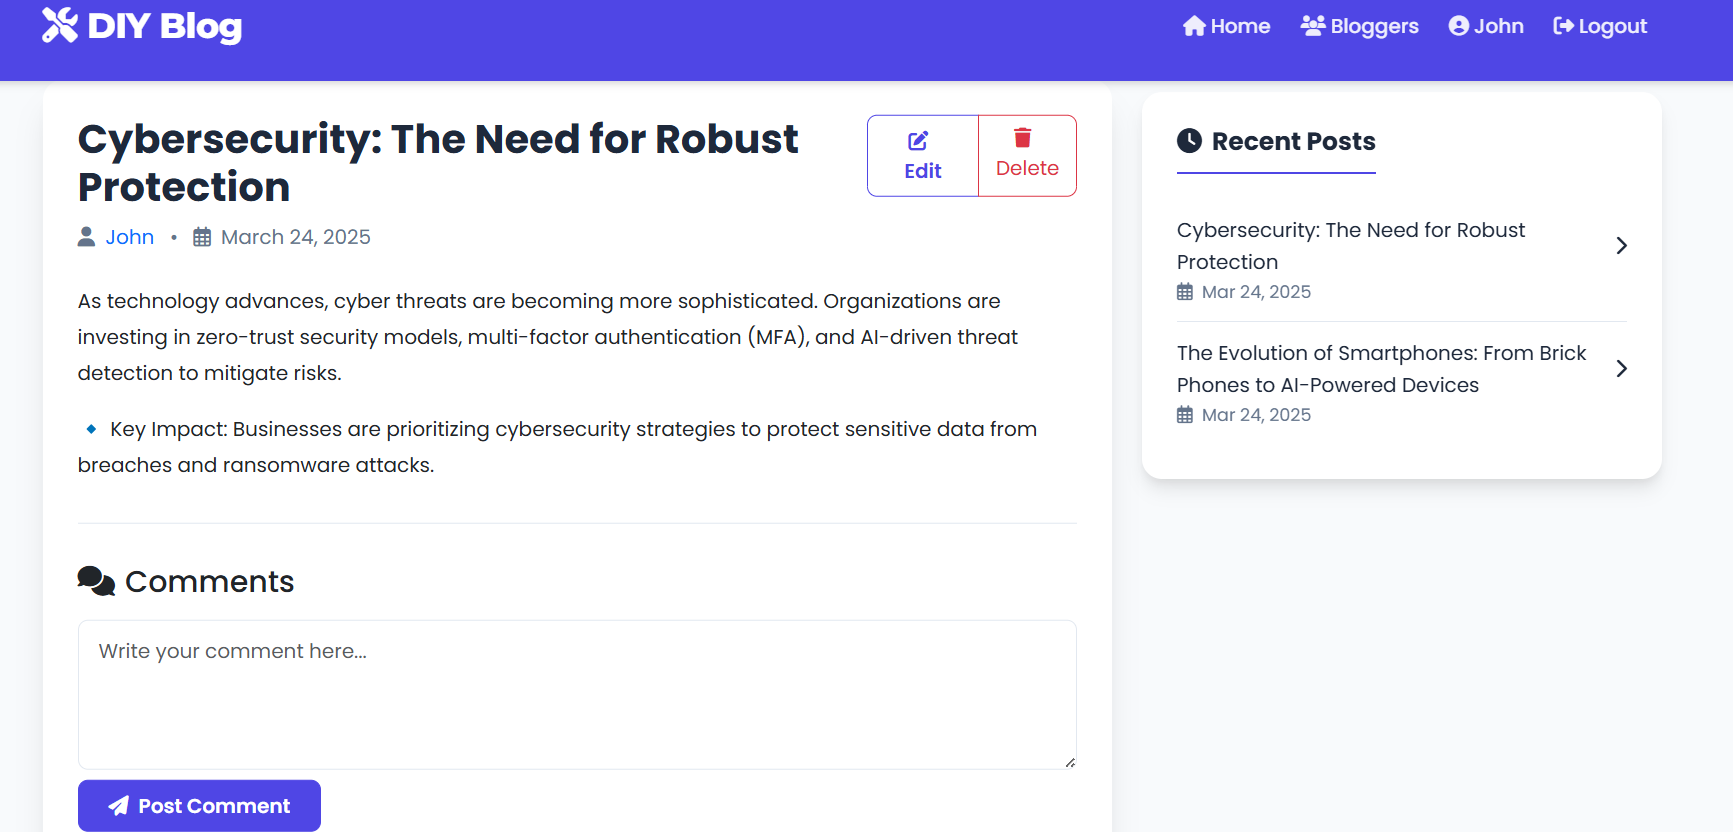 DIY Blog
Home
Bloggers
John
Logout
Cybersecurity: The Need for Robust
Protection
Edit
Delete
John • March 24, 2025
As technology advances, cyber threats are becoming more sophisticated. Organizations are
investing in zero-trust security models, multi-factor authentication (MFA), and AI-driven threat
detection to mitigate risks.
🔹 Key Impact: Businesses are prioritizing cybersecurity strategies to protect sensitive data from
breaches and ransomware attacks.
Comments
Write your comment here...
Post Comment
Recent Posts
Cybersecurity: The Need for Robust
Protection
Mar 24, 2025
The Evolution of Smartphones: From Brick
Phones to AI-Powered Devices
Mar 24, 2025